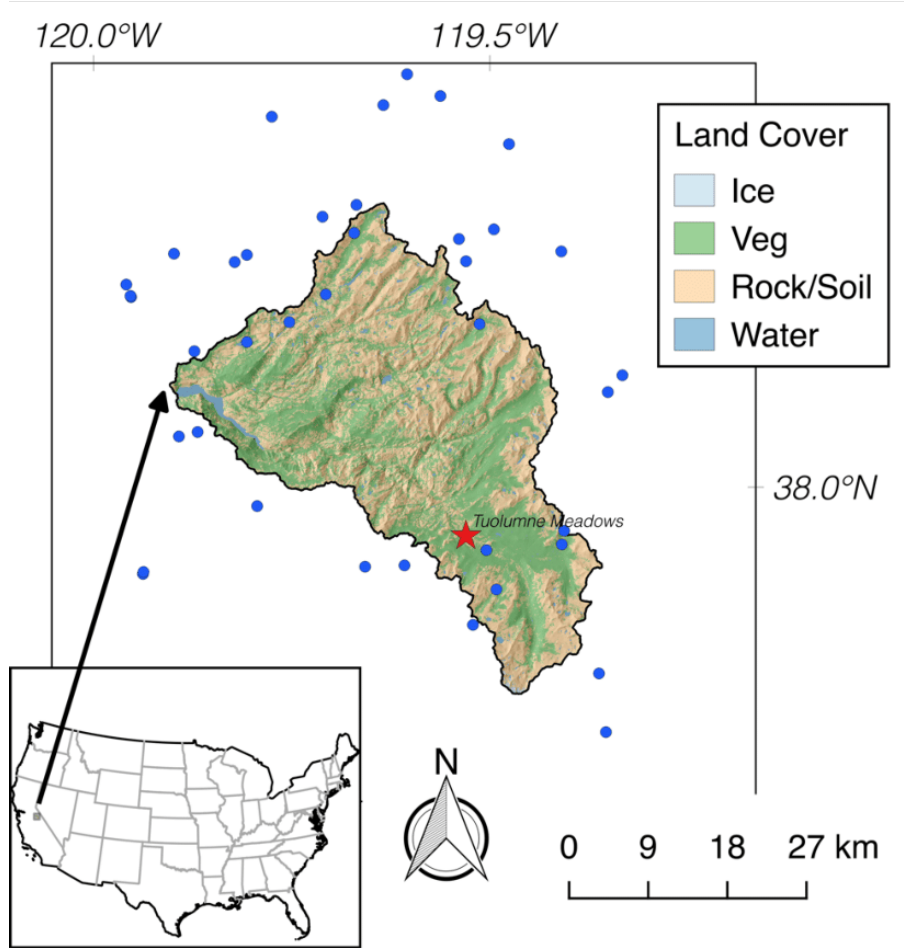 120.0°W 119.5°W
Land Cover
Ice
Veg
Rock/Soil
Water
38.0°N
Tuolumne Meadows
N
0 9 18 27 km